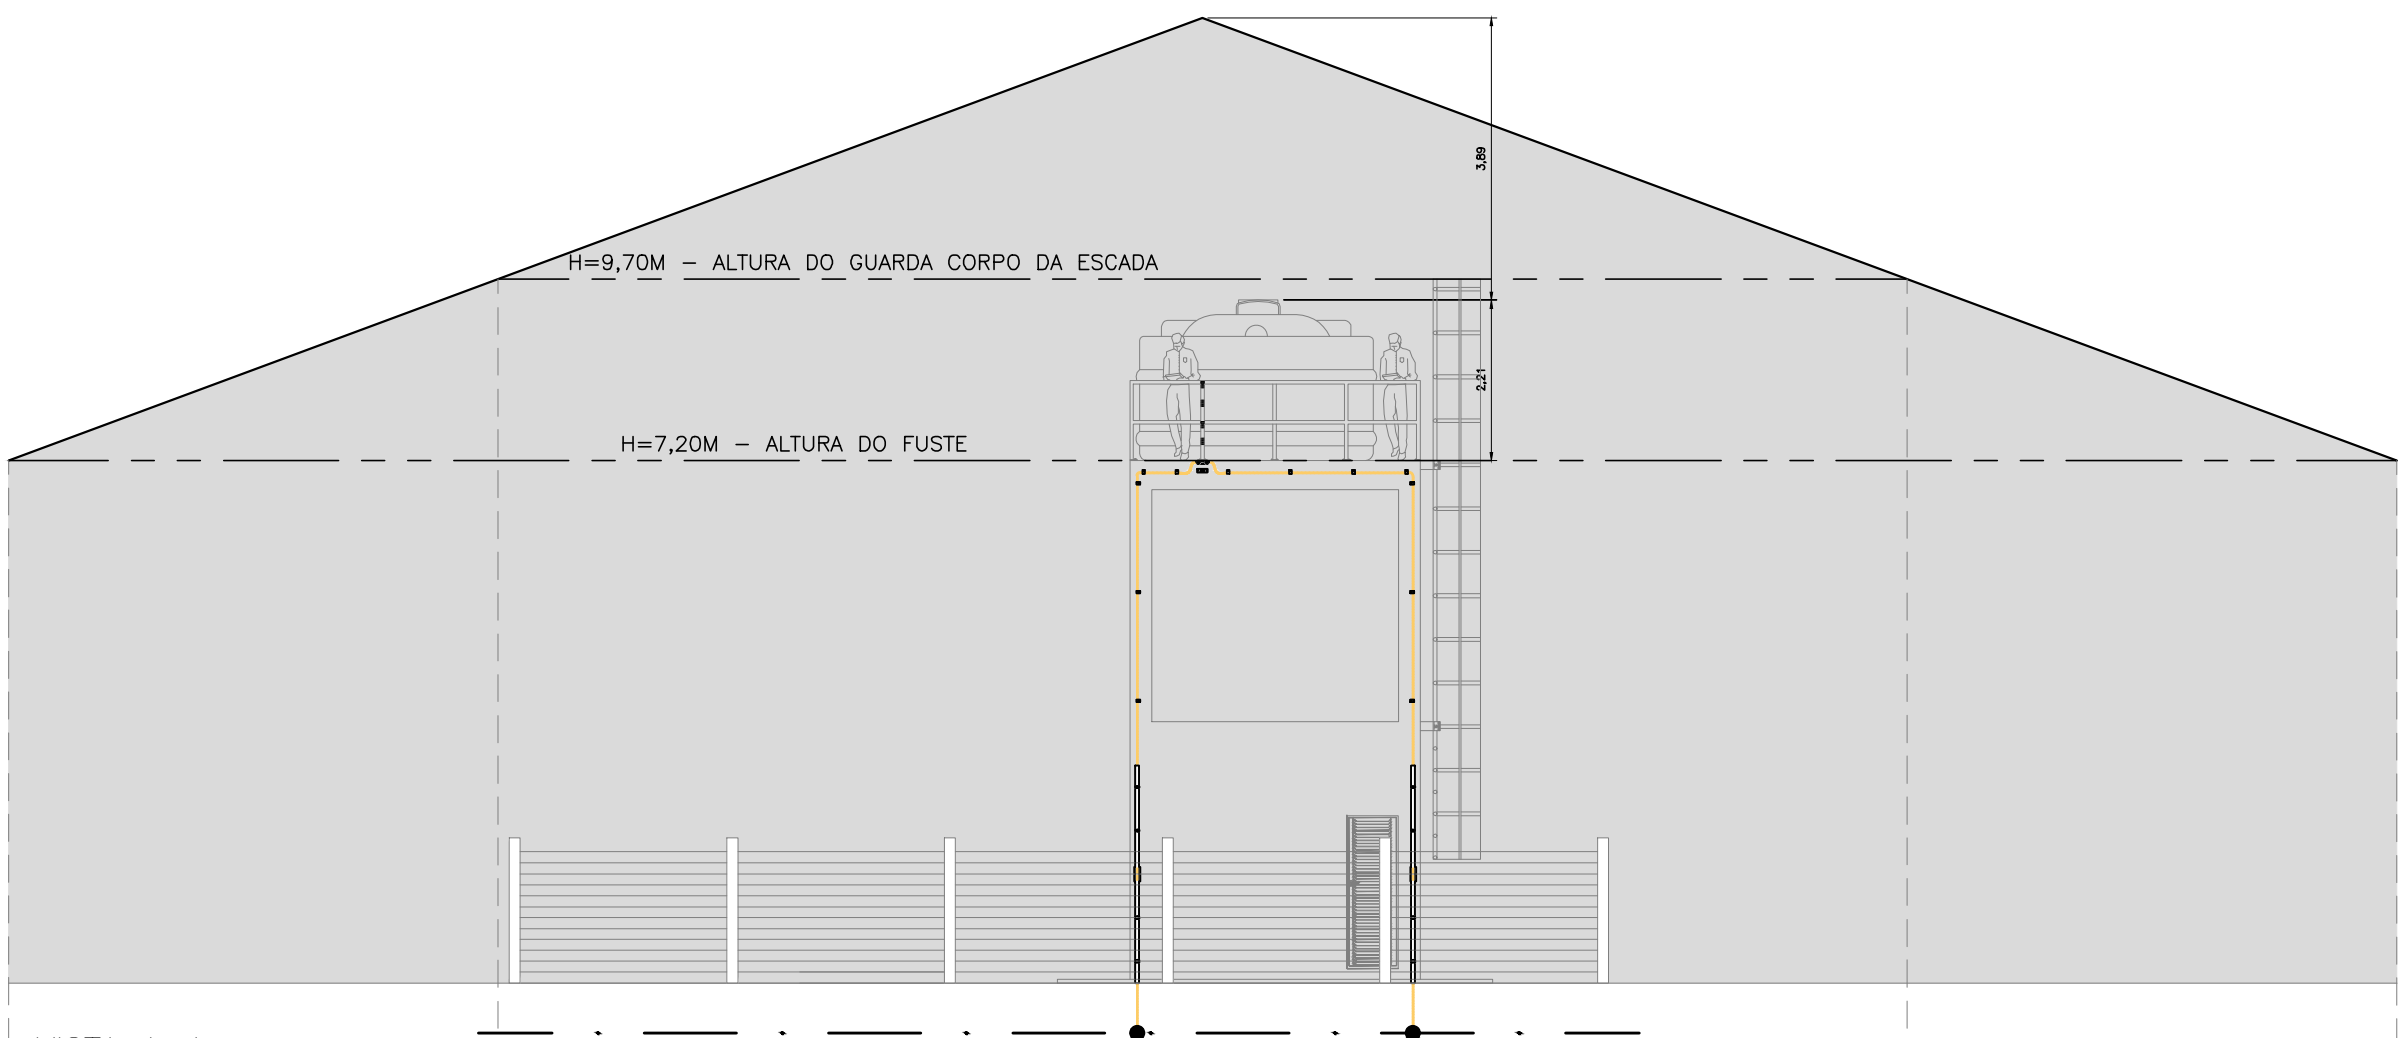 3,89
H=9,70M - ALTURA DO GUARDA CORPO DA ESCADA
2,21
H=7,20M - ALTURA DO FUSTE